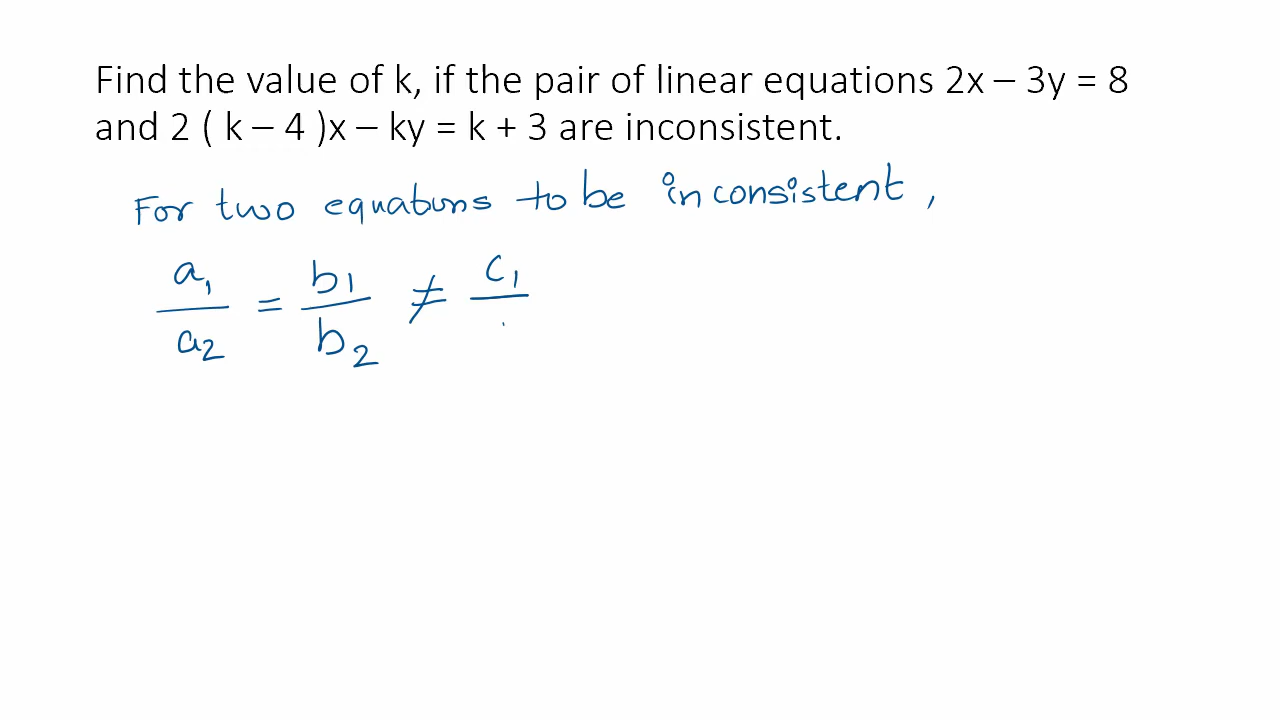 Find the value of k, if the pair of linear equations 2x – 3y = 8
and 2 ( k – 4 )x – ky = k + 3 are inconsistent.
For two equations to be inconsistent ,
a₁/a₂ = b₁/b₂ ≠ c₁/